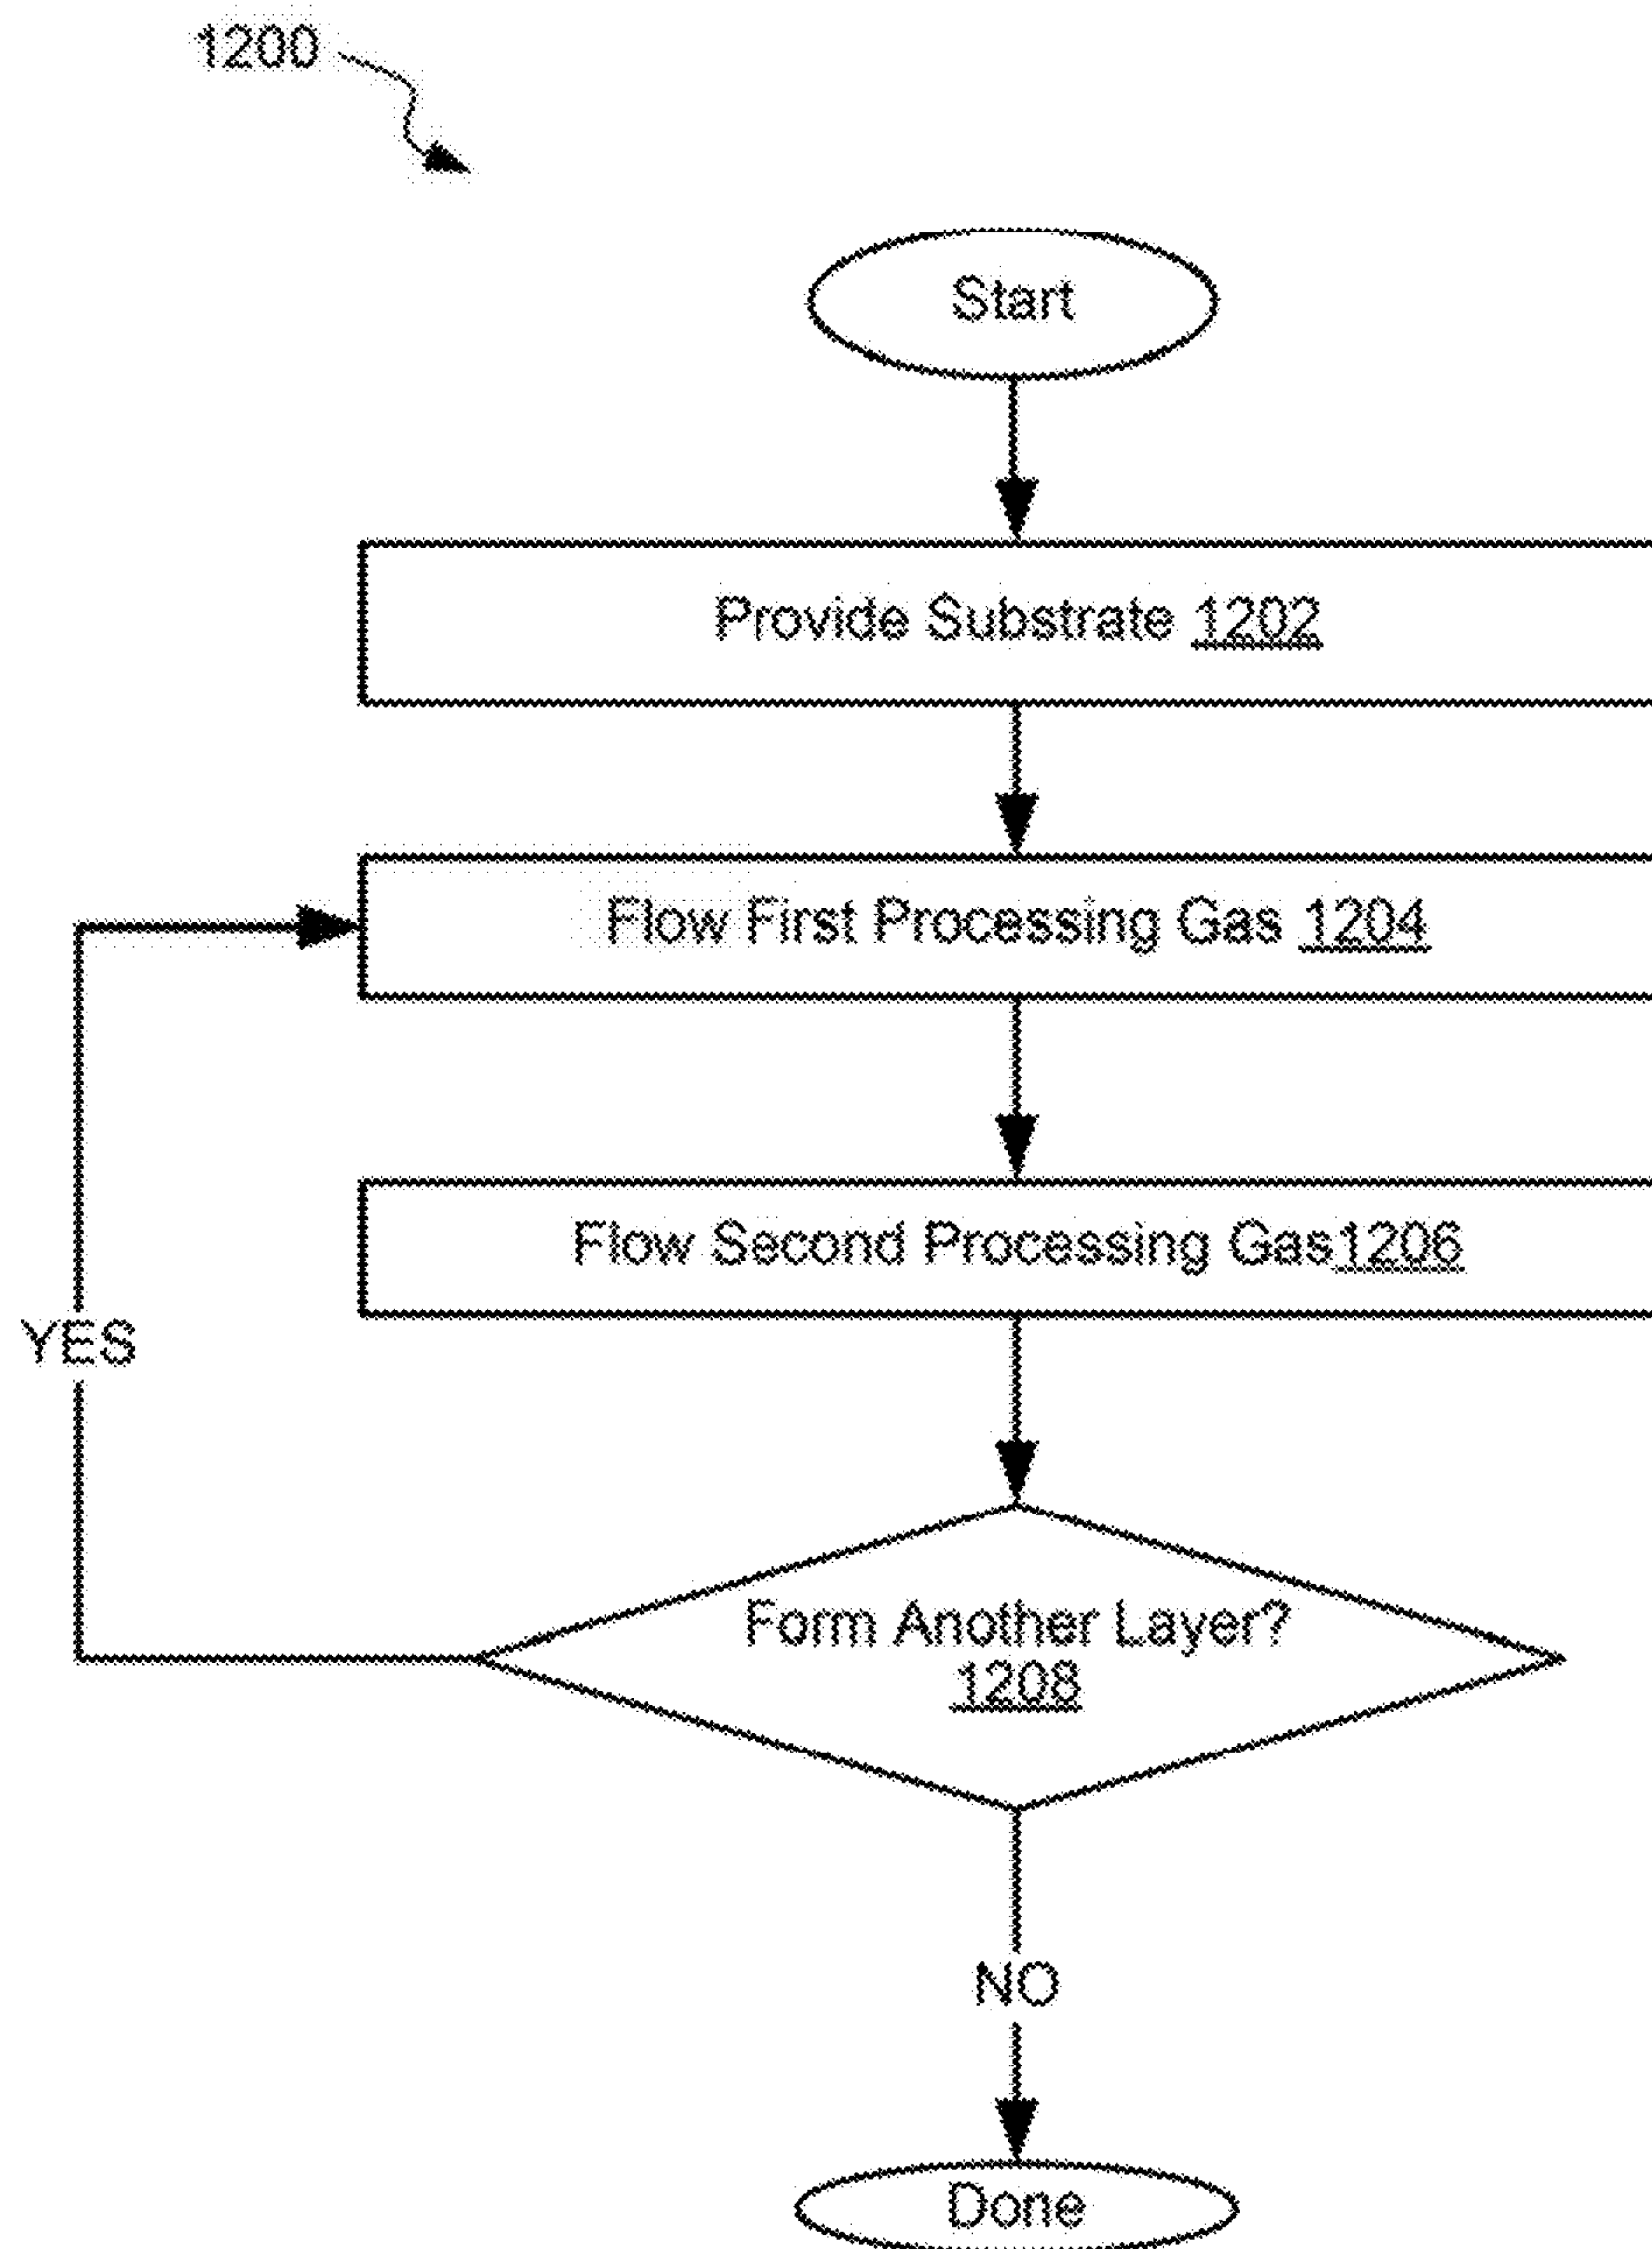 1200
Start
Provide Substrate 1202
Flow First Processing Gas 1204
Flow Second Processing Gas1206
YES
Form Another Layer?
1208
NO
Done